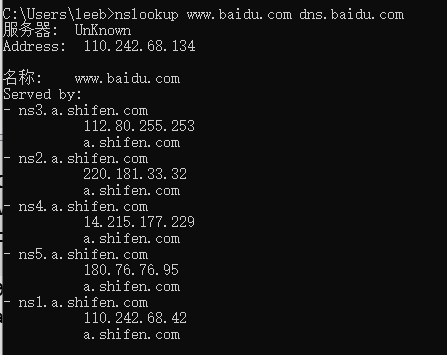 C:\Users\leeb>nslookup www.baidu.com dns.baidu.com
服务器:  UnKnown
Address:  110.242.68.134
名称:    www.baidu.com
Served by:
- ns3.a.shifen.com
          112.80.255.253
          a.shifen.com
- ns2.a.shifen.com
          220.181.33.32
          a.shifen.com
- ns4.a.shifen.com
          14.215.177.229
          a.shifen.com
- ns5.a.shifen.com
          180.76.76.95
          a.shifen.com
- ns1.a.shifen.com
          110.242.68.42
          a.shifen.com